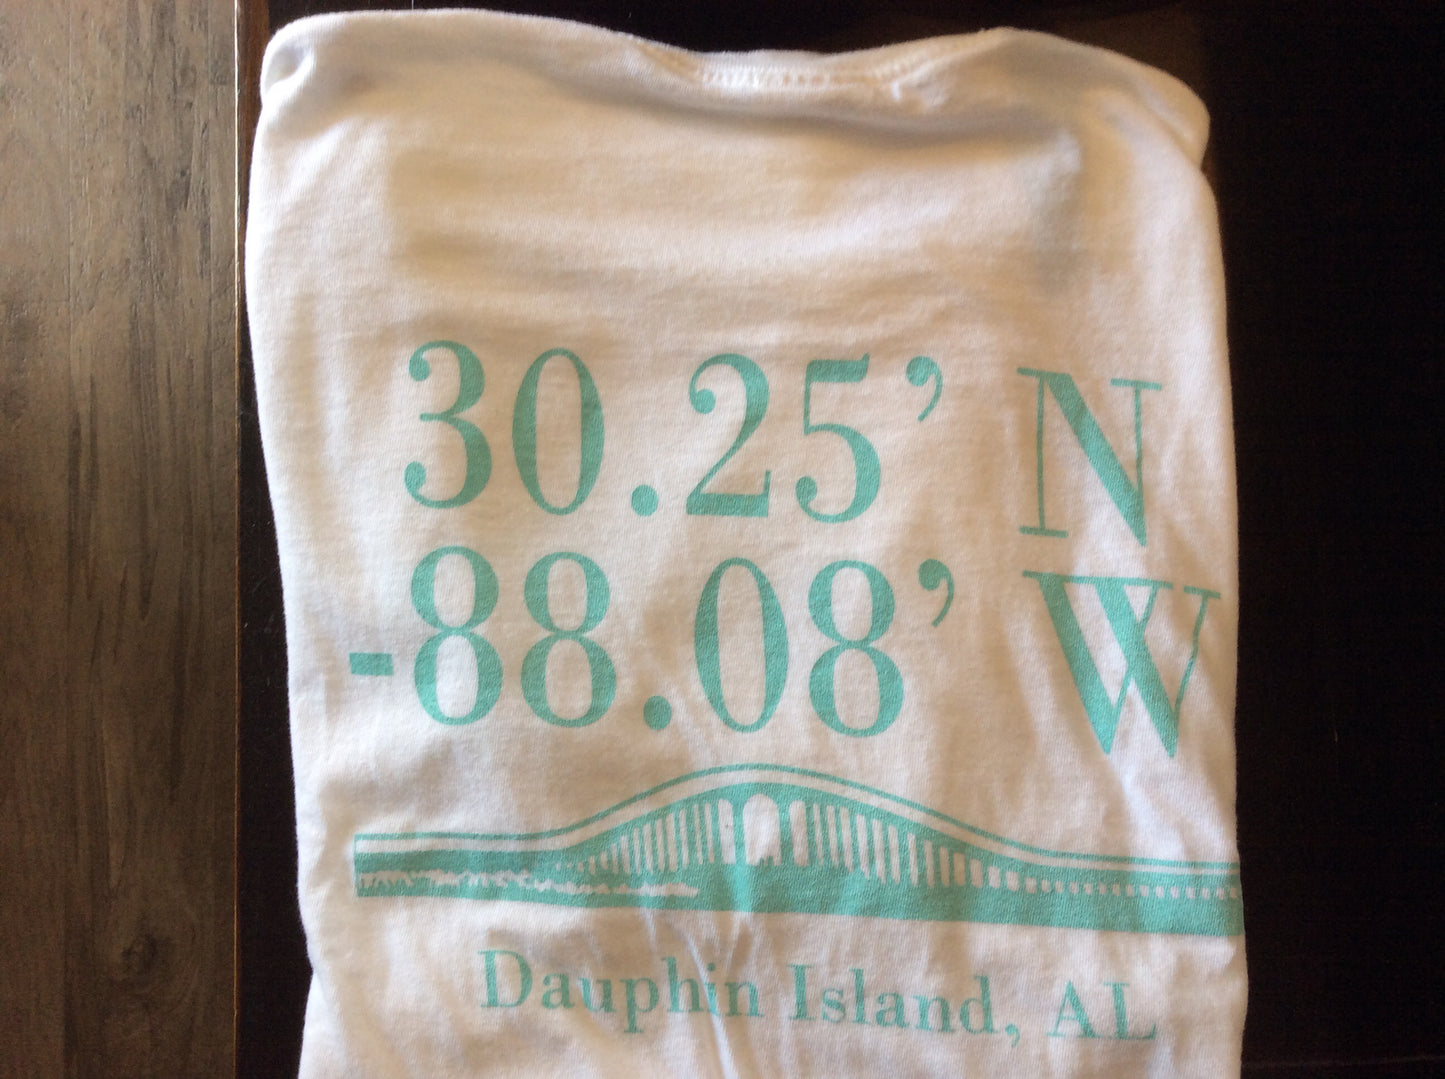 30.25’ N
-88.08’ W
Dauphin Island, AL